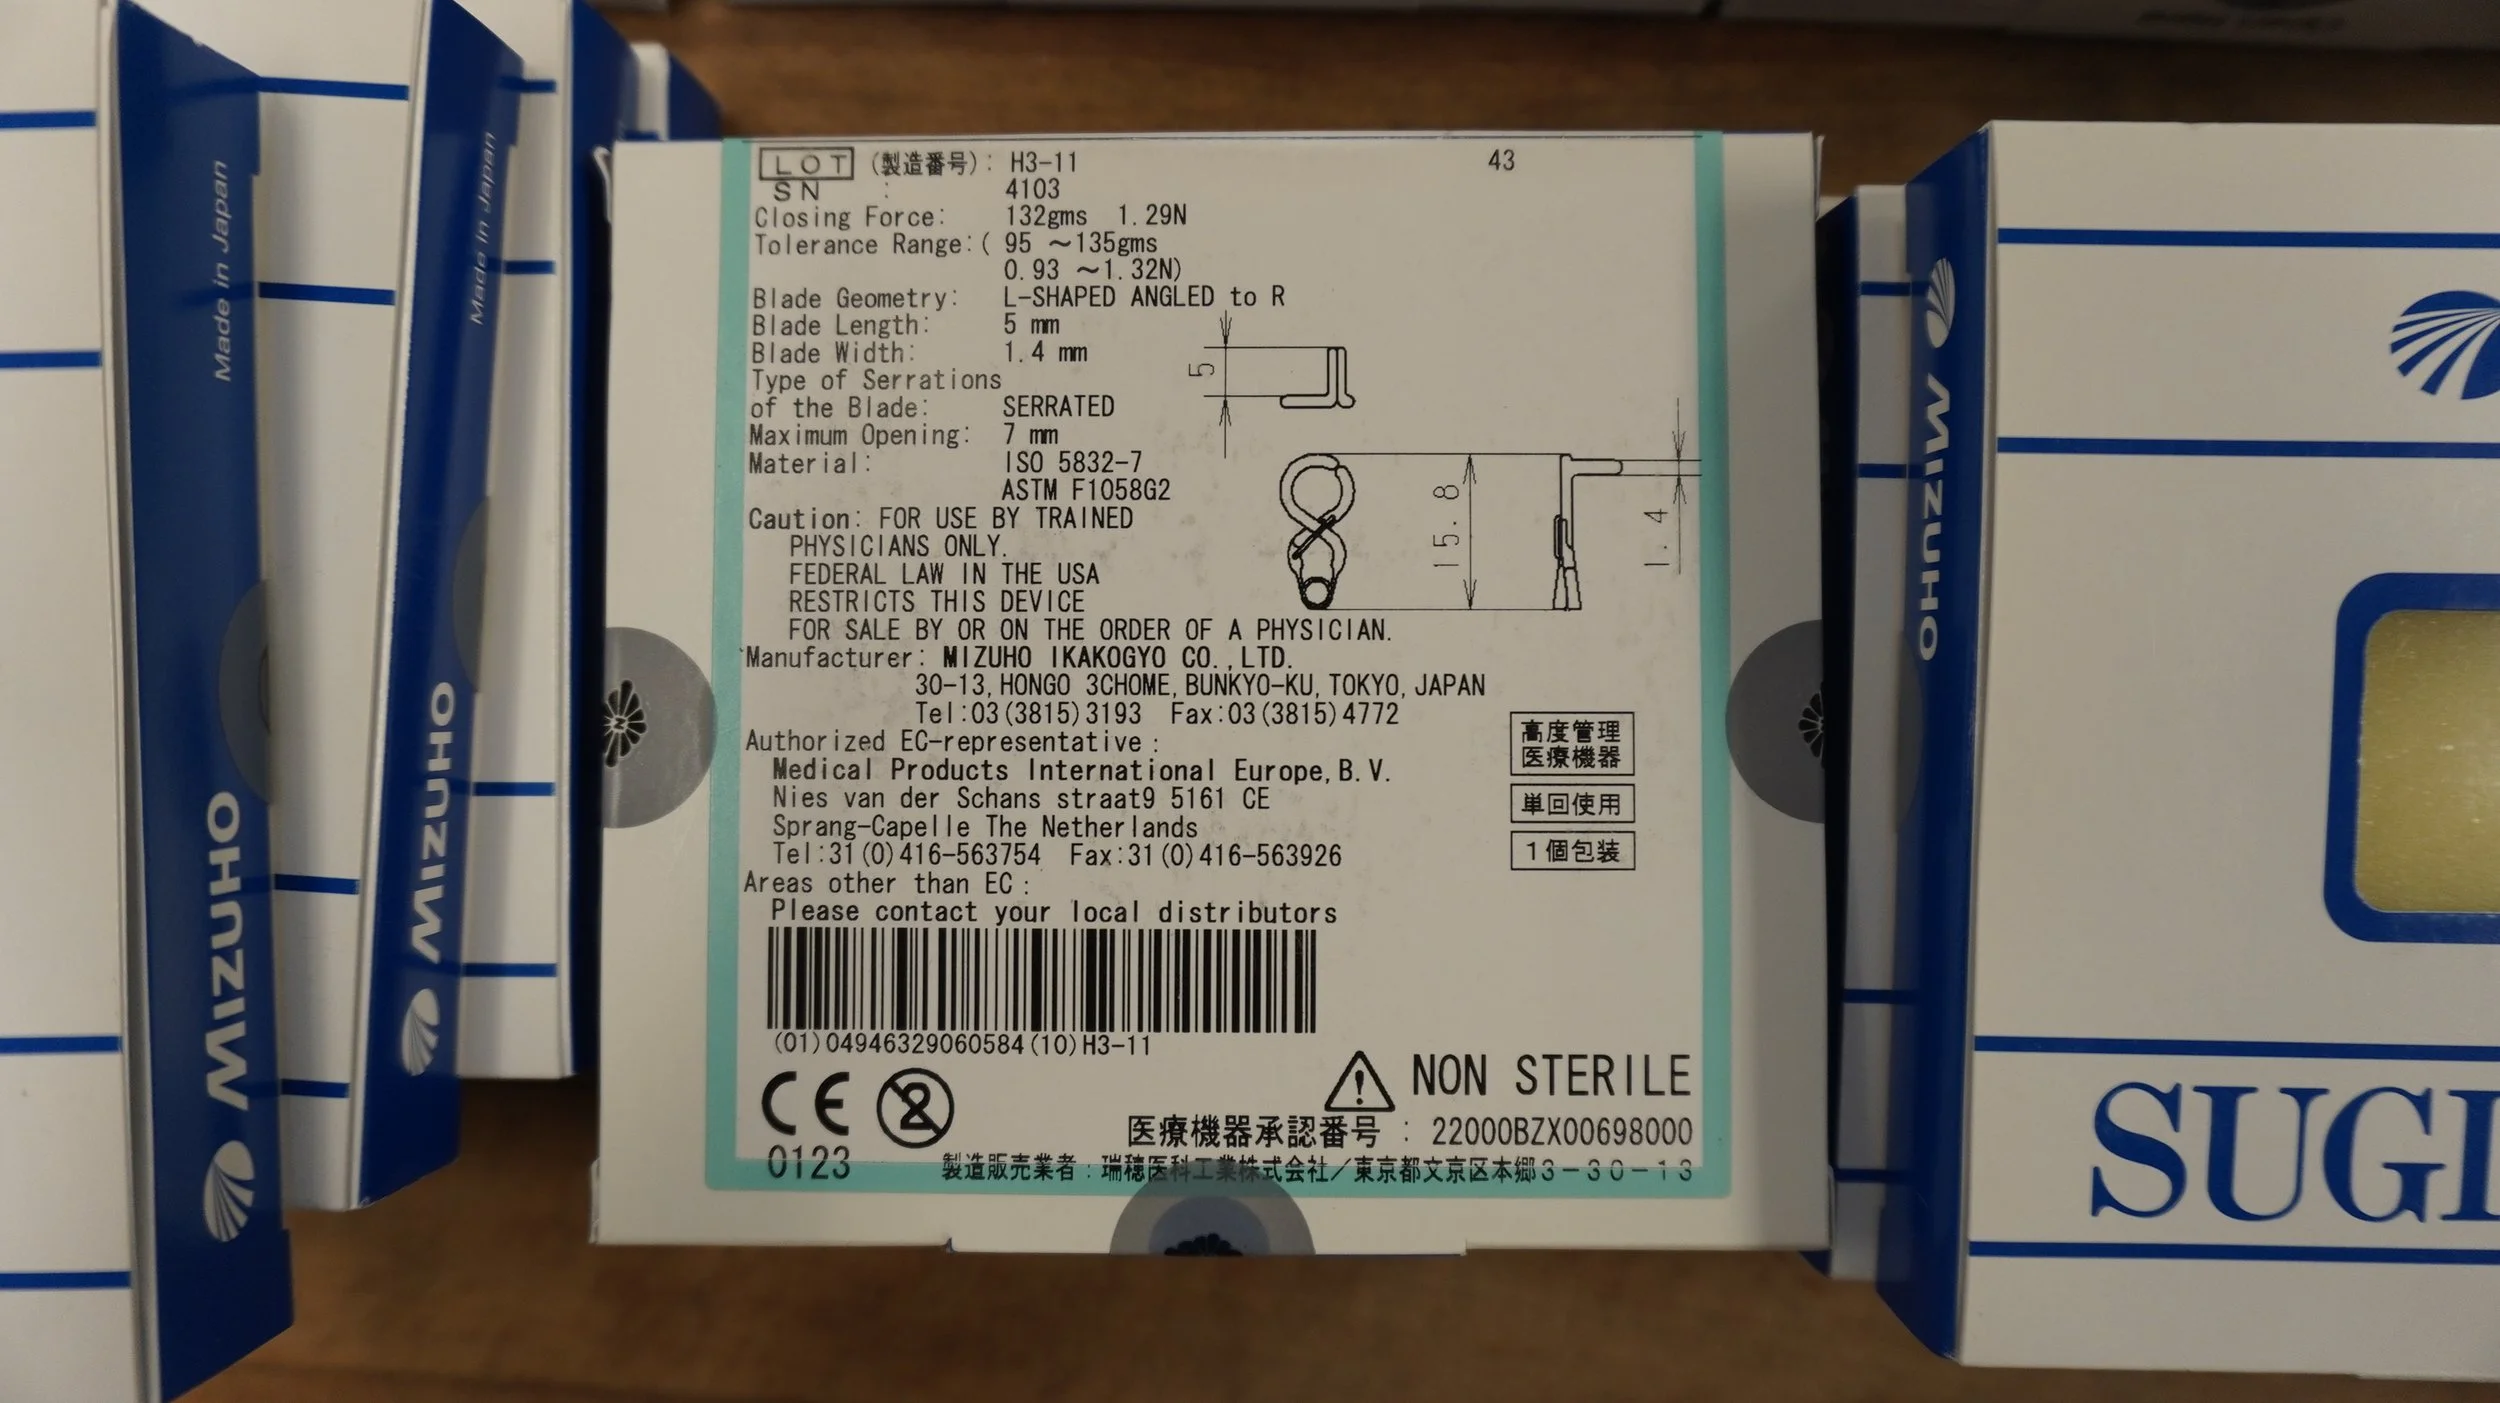 Made in Japan
MIZUHO
Made in Japan
MIZUHO
LOT (製造番号): H3-11 43
SN : 4103
Closing Force: 132gms 1.29N
Tolerance Range:( 95 ~135gms
0.93 ~1.32N)
Blade Geometry: L-SHAPED ANGLED to R
Blade Length: 5 mm
Blade Width: 1.4 mm
Type of Serrations
of the Blade: SERRATED
Maximum Opening: 7 mm
Material: ISO 5832-7
ASTM F1058G2
5
15.8
1.4
Caution: FOR USE BY TRAINED
PHYSICIANS ONLY.
FEDERAL LAW IN THE USA
RESTRICTS THIS DEVICE
FOR SALE BY OR ON THE ORDER OF A PHYSICIAN.
Manufacturer: MIZUHO IKAKOGYO CO.,LTD.
30-13,HONGO 3CHOME,BUNKYO-KU,TOKYO,JAPAN
Tel:03(3815)3193 Fax:03(3815)4772
Authorized EC-representative:
Medical Products International Europe,B.V.
Nies van der Schans straat9 5161 CE
Sprang-Capelle The Netherlands
Tel:31(0)416-563754 Fax:31(0)416-563926
Areas other than EC:
Please contact your local distributors
高度管理
医療機器
単回使用
1個包装
(01)04946329060584(10)H3-11
CE
0123
2
NON STERILE
医療機器承認番号 : 22000BZX00698000
製造販売業者:瑞穂医科工業株式会社/東京都文京区本郷3-30-13
MIZUHO
SUGI